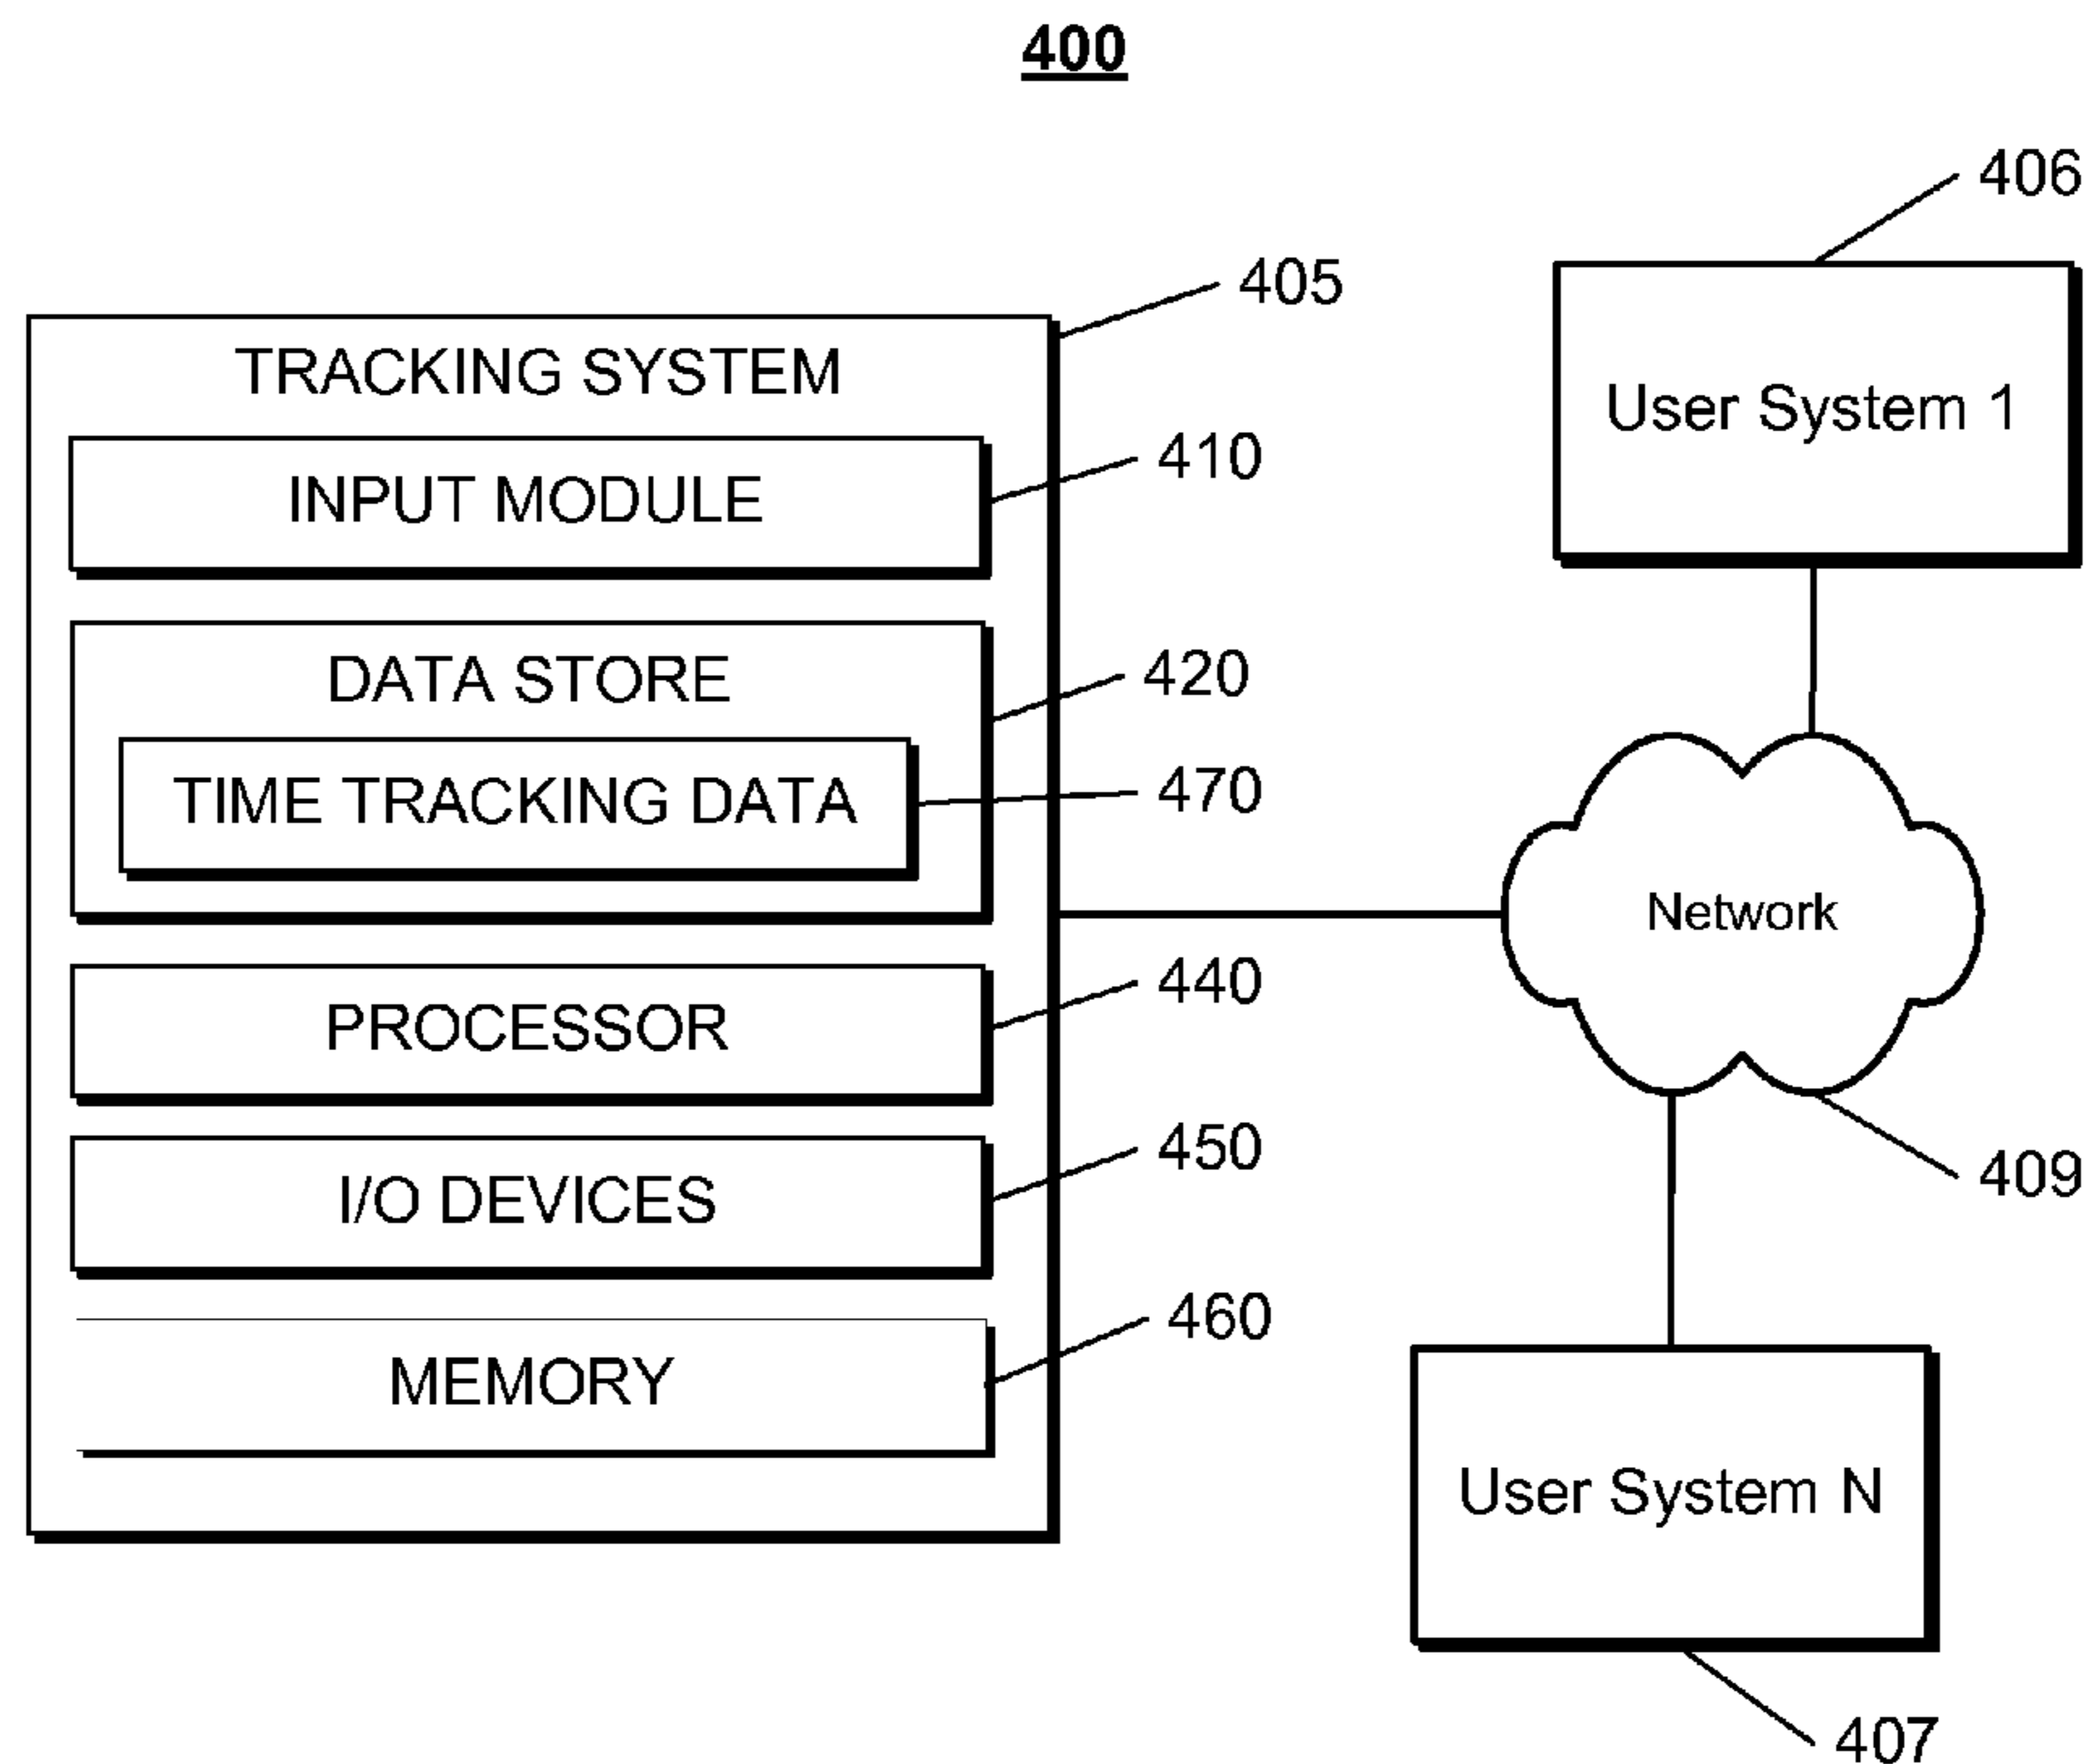 400
406
405
TRACKING SYSTEM
User System 1
410
INPUT MODULE
420
DATA STORE
470
TIME TRACKING DATA
Network
440
PROCESSOR
450
409
I/O DEVICES
460
MEMORY
User System N
407